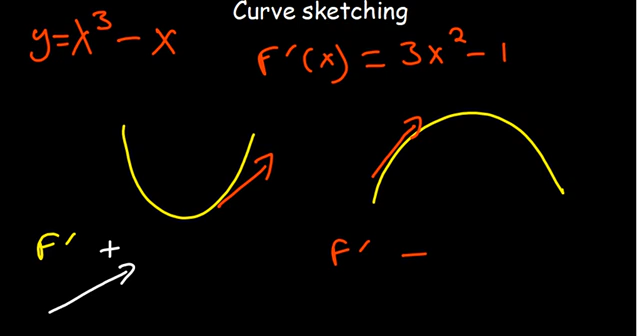 Curve sketching
y=x³ - x
F'(x) = 3x² - 1
F' +
F' -